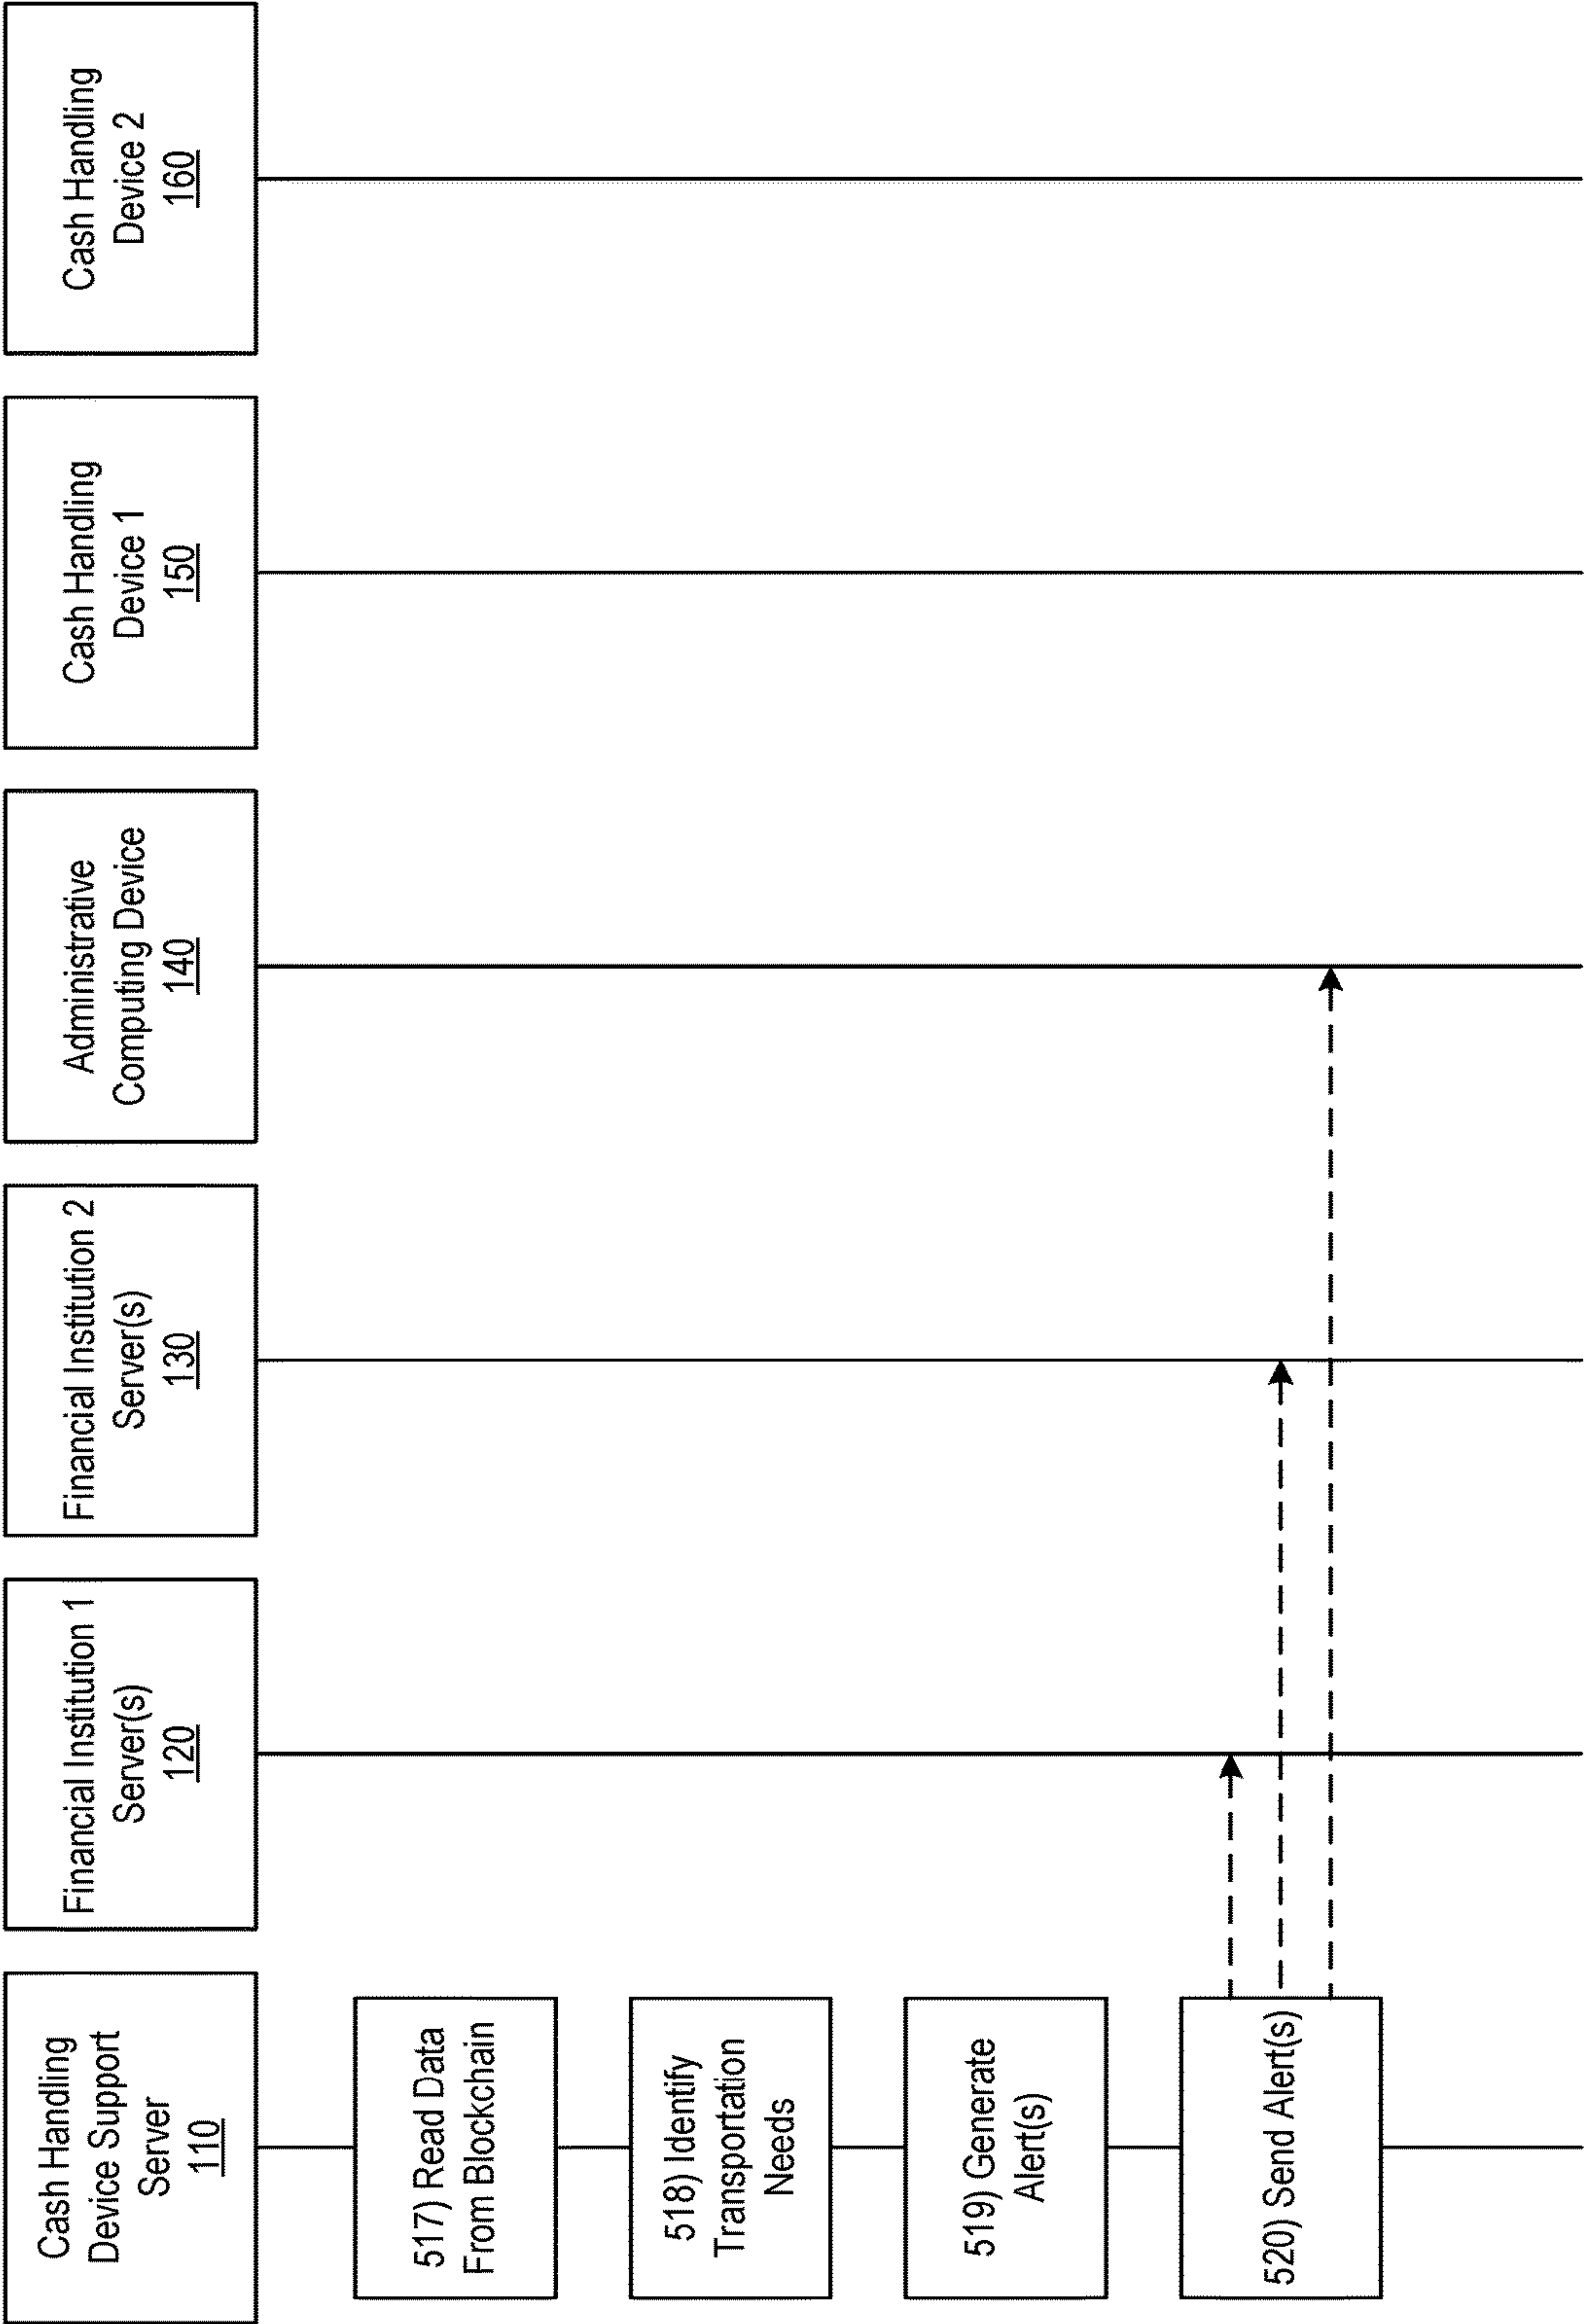 Cash Handling
Device Support
Server
110
Financial Institution 1
Server(s)
120
Financial Institution 2
Server(s)
130
Administrative
Computing Device
140
Cash Handling
Device 1
150
Cash Handling
Device 2
160
517) Read Data
From Blockchain
518) Identify
Transportation
Needs
519) Generate
Alert(s)
520) Send Alert(s)